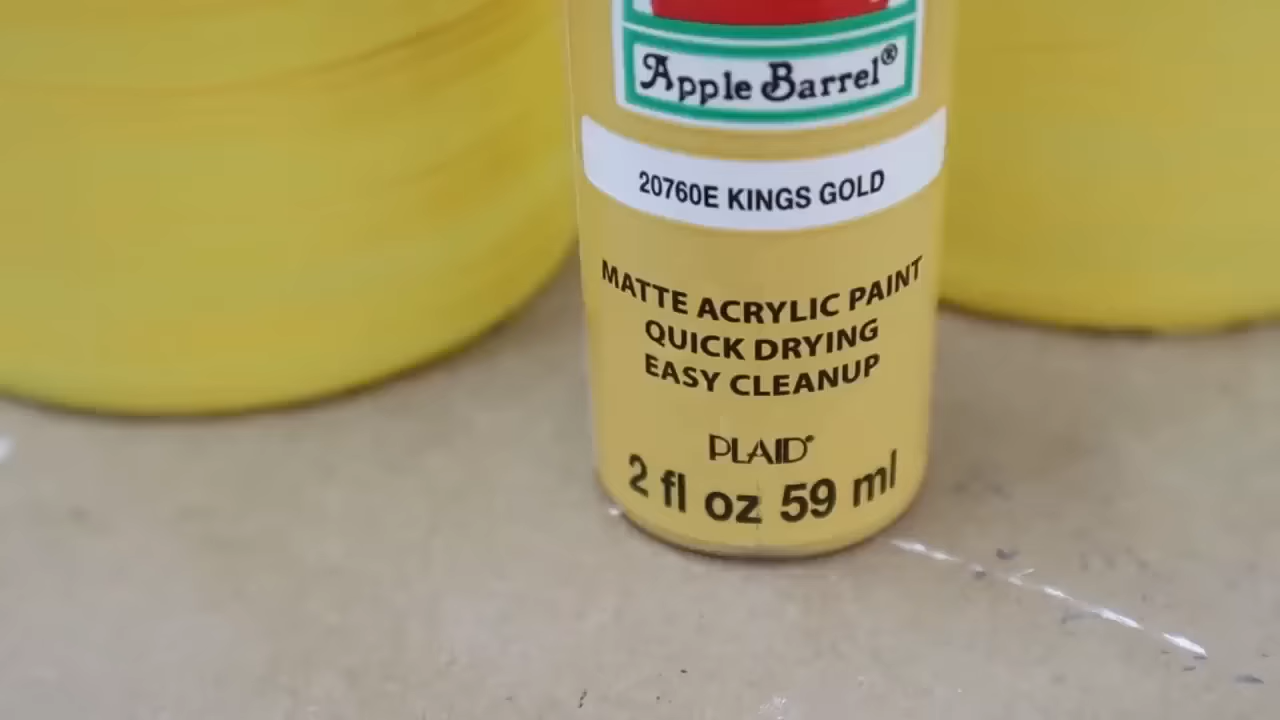 Apple Barrel®
20760E KINGS GOLD
MATTE ACRYLIC PAINT
QUICK DRYING
EASY CLEANUP
PLAID®
2 fl oz 59 ml